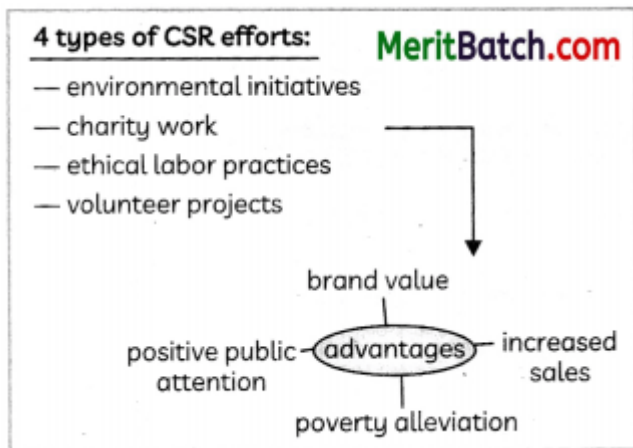 4 types of CSR efforts:
MeritBatch.com
— environmental initiatives
— charity work
— ethical labor practices
— volunteer projects
brand value
positive public
attention
advantages
increased
sales
poverty alleviation